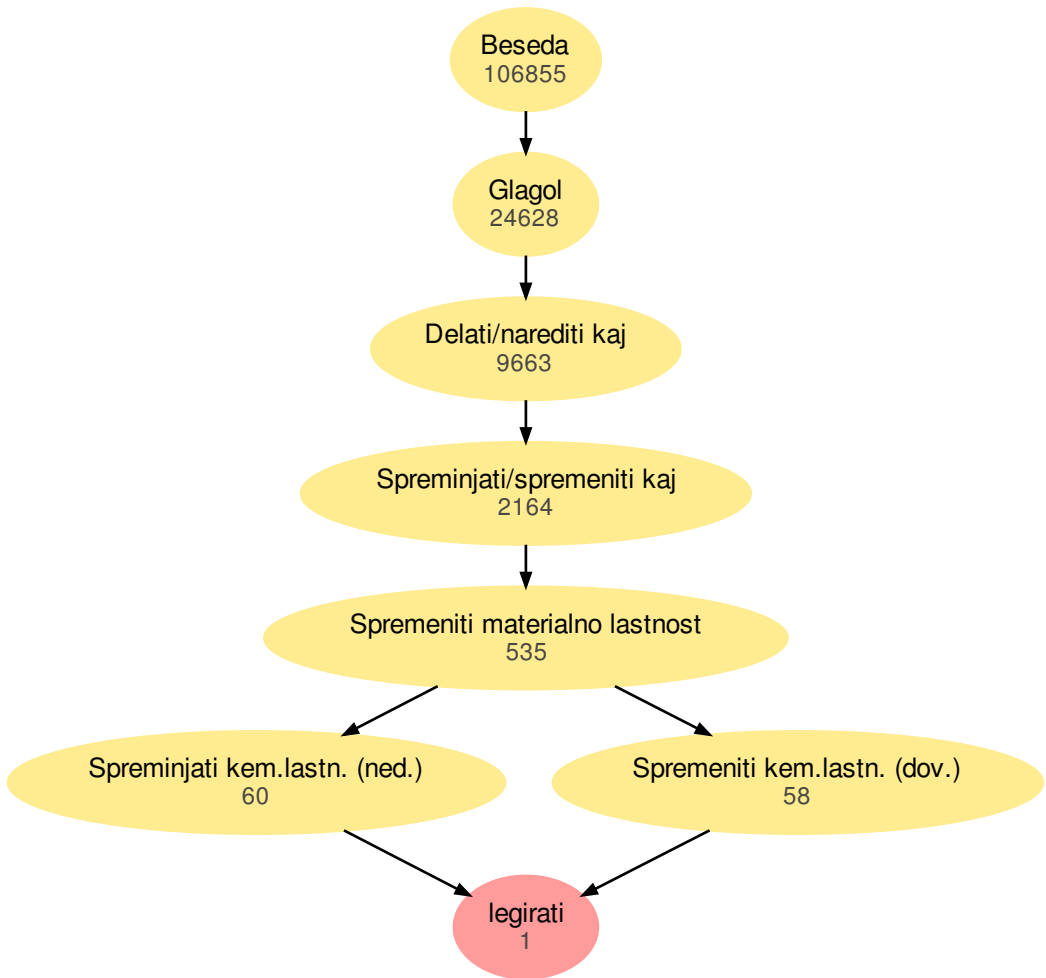 Beseda
106855
Glagol
24628
Delati/narediti kaj
9663
Spreminjati/spremeniti kaj
2164
Spremeniti materialno lastnost
535
Spreminjati kem.lastn. (ned.)
60
Spremeniti kem.lastn. (dov.)
58
legirati
1